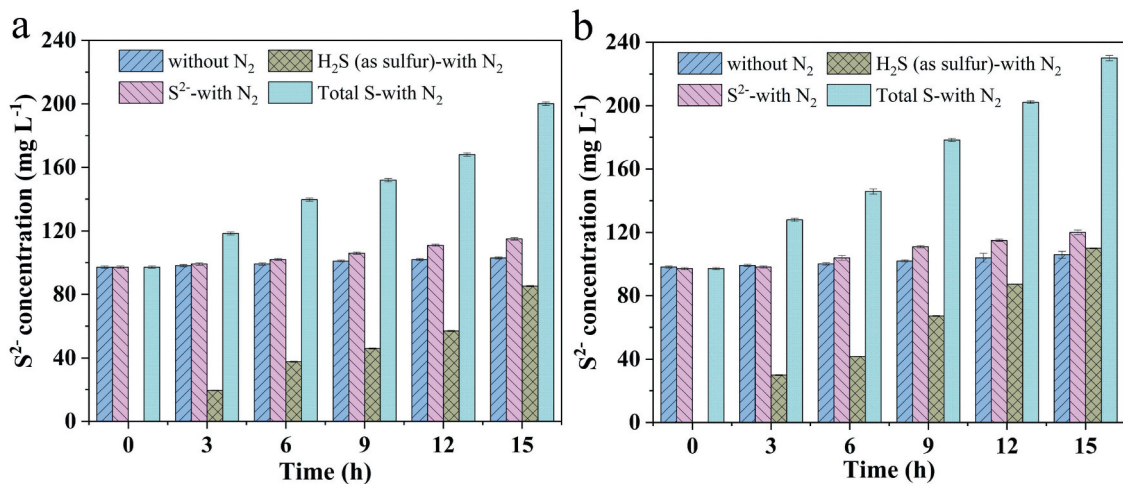 a
240
200
160
120
80
40
0
S²⁻ concentration (mg L⁻¹)
without N₂
H₂S (as sulfur)-with N₂
S²⁻-with N₂
Total S-with N₂
0 3 6 9 12 15
Time (h)
b
240
200
160
120
80
40
0
S²⁻ concentration (mg L⁻¹)
without N₂
H₂S (as sulfur)-with N₂
S²⁻-with N₂
Total S-with N₂
0 3 6 9 12 15
Time (h)